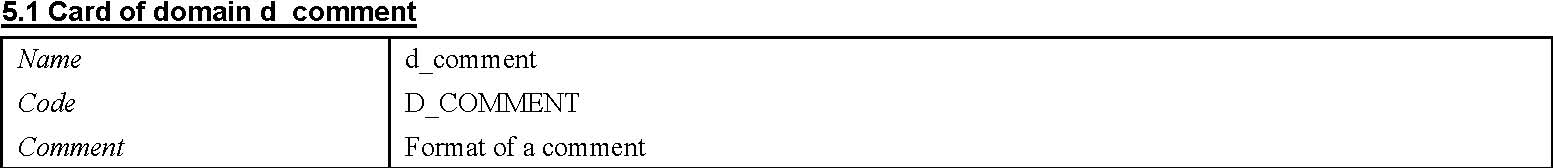 5.1 Card of domain d_comment
Name d_comment
Code D_COMMENT
Comment Format of a comment